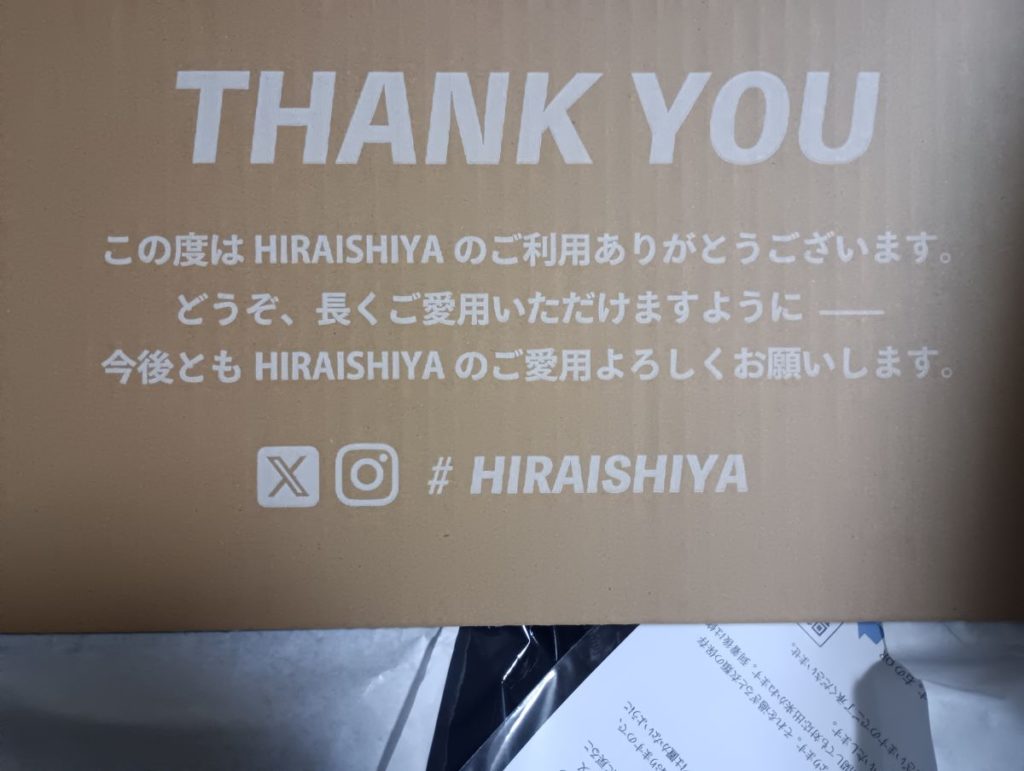 THANK YOU
この度は HIRAISHIYA のご利用ありがとうございます。
どうぞ、長くご愛用いただけますように ——
今後とも HIRAISHIYA のご愛用よろしくお願いします。
# HIRAISHIYA